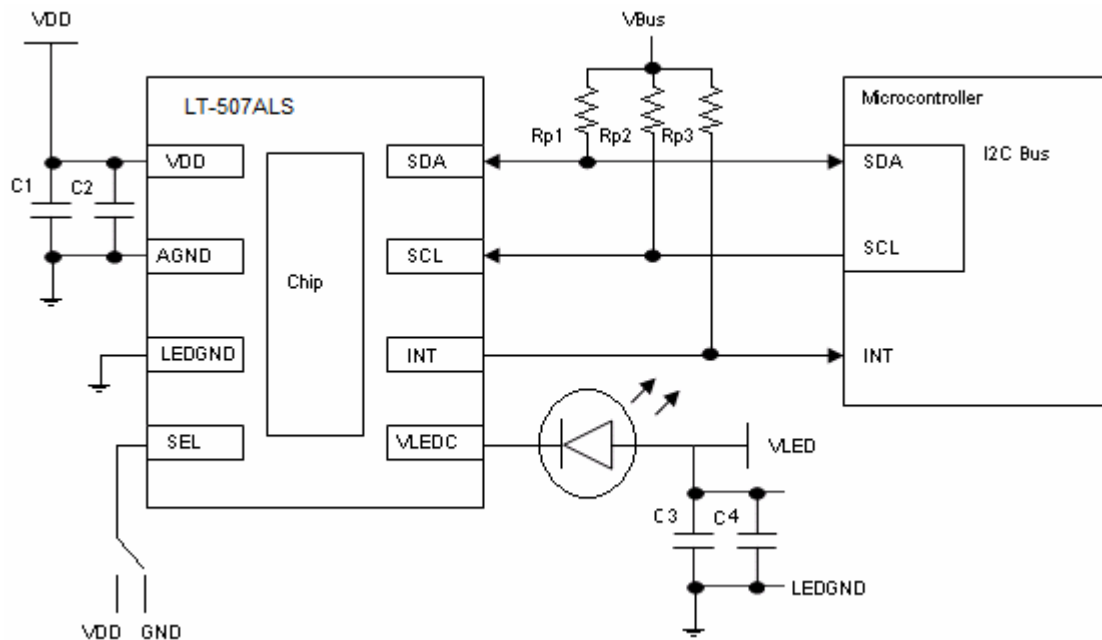 VDD
VBus
LT-507ALS
Microcontroller
Rp1 Rp2 Rp3
VDD
SDA
SDA
I2C Bus
C1 C2
AGND
SCL
SCL
Chip
LEDGND
INT
INT
SEL
VLEDC
VLED
C3 C4
LEDGND
VDD GND